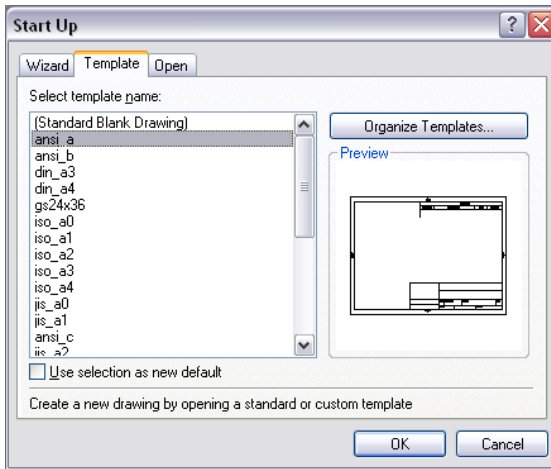 Start Up
Wizard Template Open
Select template name:
(Standard Blank Drawing)
ansi_a
ansi_b
din_a3
din_a4
gs24x36
iso_a0
iso_a1
iso_a2
iso_a3
iso_a4
jis_a0
jis_a1
ansi_c
jis_a2
Organize Templates...
Preview
Use selection as new default
Create a new drawing by opening a standard or custom template
OK Cancel